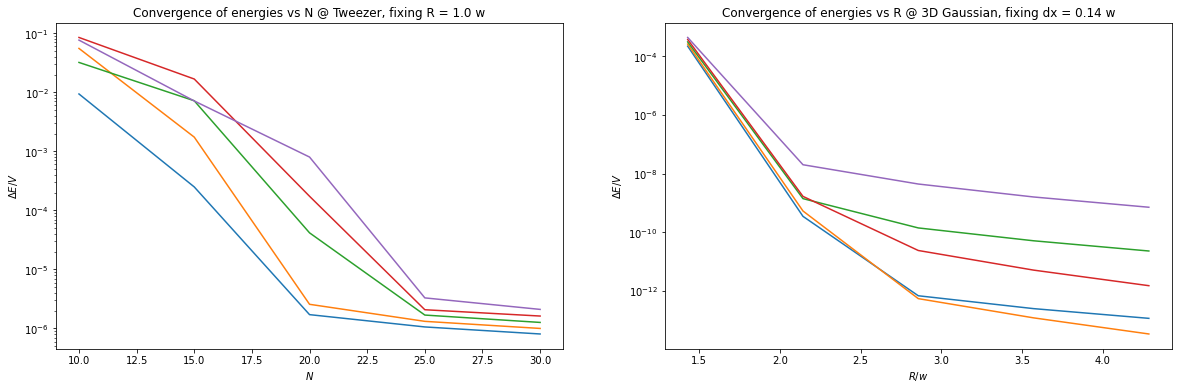 Convergence of energies vs N @ Tweezer, fixing R = 1.0 w
ΔE/V
10⁻¹
10⁻²
10⁻³
10⁻⁴
10⁻⁵
10⁻⁶
10.0 12.5 15.0 17.5 20.0 22.5 25.0 27.5 30.0
N
Convergence of energies vs R @ 3D Gaussian, fixing dx = 0.14 w
ΔE/V
10⁻⁴
10⁻⁶
10⁻⁸
10⁻¹⁰
10⁻¹²
1.5 2.0 2.5 3.0 3.5 4.0
R/w